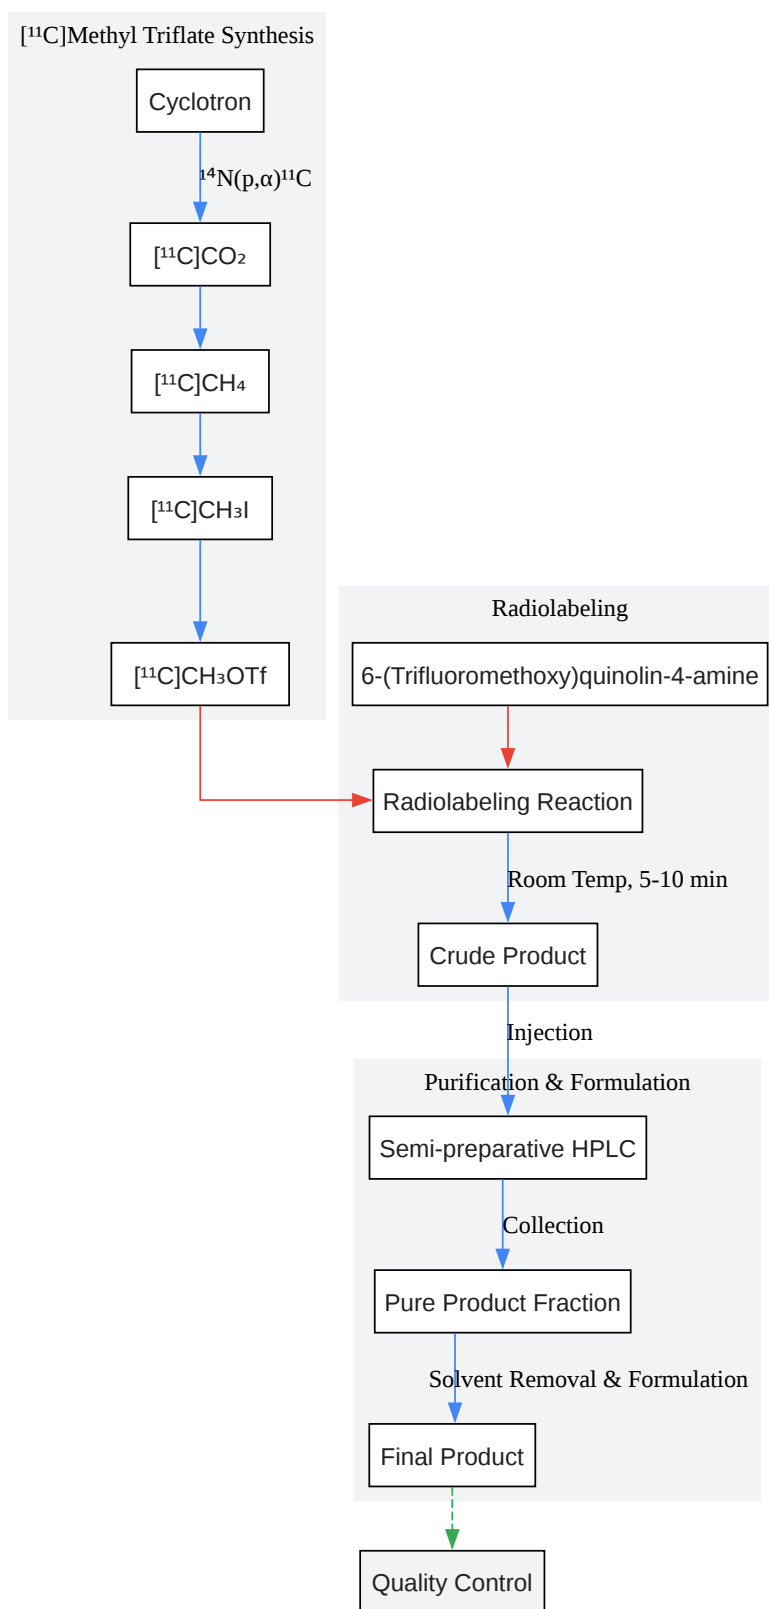 [¹¹C]Methyl Triflate Synthesis
Cyclotron
¹⁴N(p,α)¹¹C
[¹¹C]CO₂
[¹¹C]CH₄
[¹¹C]CH₃I
[¹¹C]CH₃OTf
Radiolabeling
6-(Trifluoromethoxy)quinolin-4-amine
Radiolabeling Reaction
Room Temp, 5-10 min
Crude Product
Injection
Purification & Formulation
Semi-preparative HPLC
Collection
Pure Product Fraction
Solvent Removal & Formulation
Final Product
Quality Control